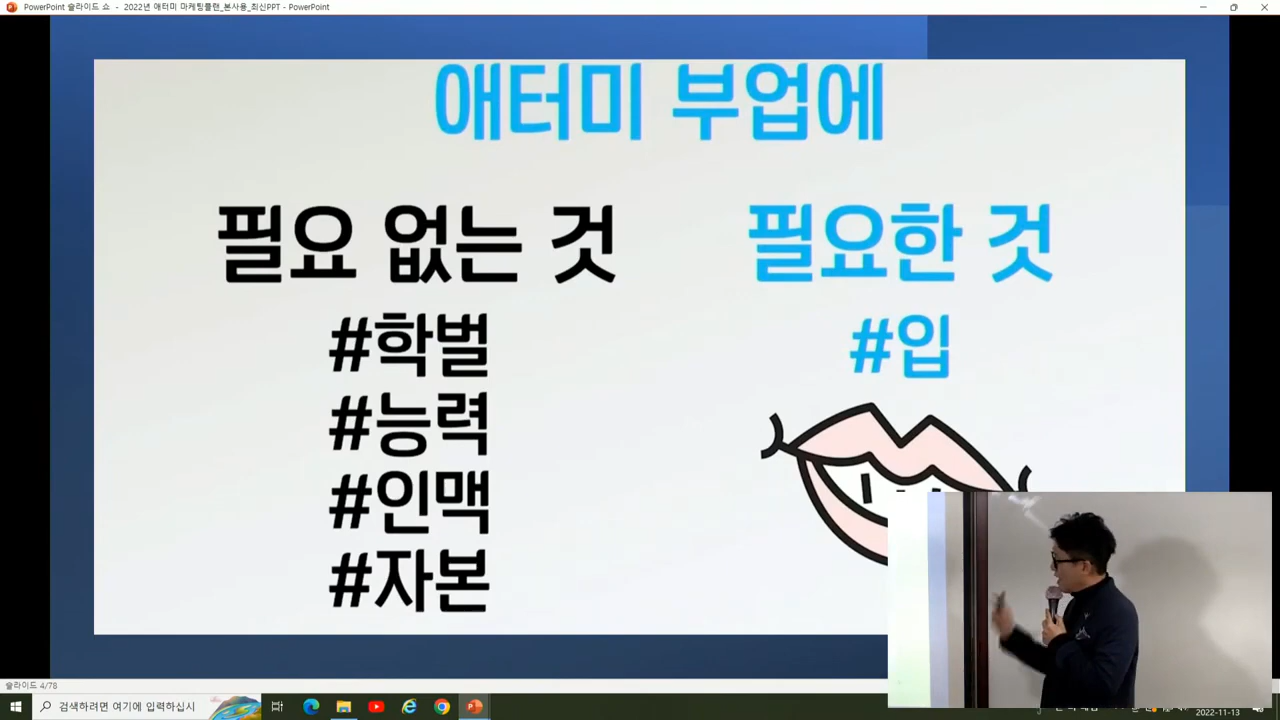 PowerPoint 슬라이드 쇼 - 2022년 애터미 마케팅플랜_본사용_최신PPT - PowerPoint
애터미 부업에
필요 없는 것
#학벌
#능력
#인맥
#자본
필요한 것
#입
슬라이드 4/78
검색하려면 여기에 입력하십시
2022-11-13